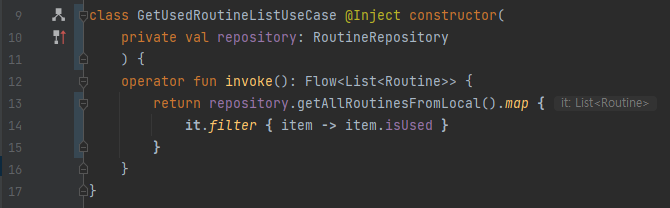 9 class GetUsedRoutineListUseCase @Inject constructor(
10 private val repository: RoutineRepository
11 ) {
12 operator fun invoke(): Flow<List<Routine>> {
13 return repository.getAllRoutinesFromLocal().map { it: List<Routine>
14 it.filter { item -> item.isUsed }
15 }
16 }
17 }